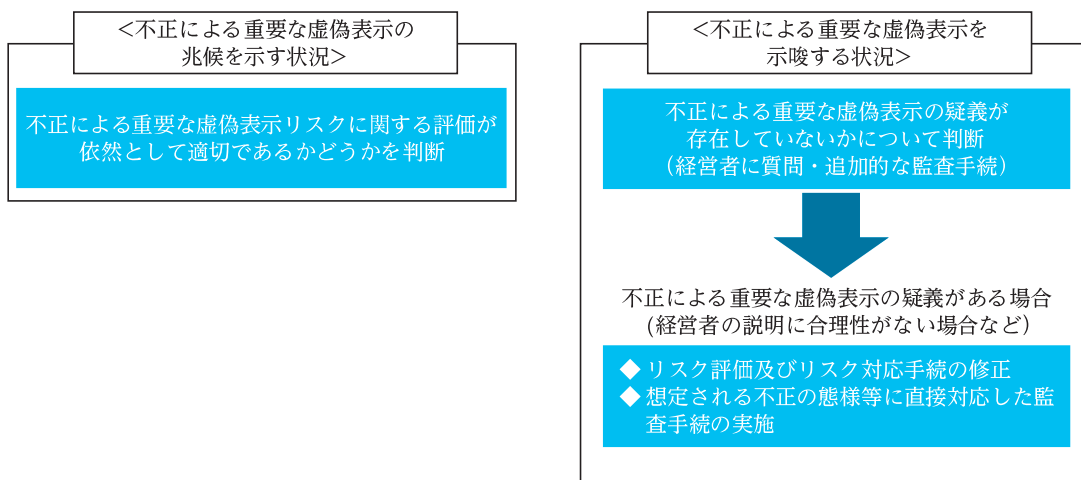 ＜不正による重要な虚偽表示の
兆候を示す状況＞
不正による重要な虚偽表示リスクに関する評価が
依然として適切であるかどうかを判断
＜不正による重要な虚偽表示を
示唆する状況＞
不正による重要な虚偽表示の疑義が
存在していないかについて判断
（経営者に質問・追加的な監査手続）
不正による重要な虚偽表示の疑義がある場合
(経営者の説明に合理性がない場合など）
◆ リスク評価及びリスク対応手続の修正
◆ 想定される不正の態様等に直接対応した監
査手続の実施